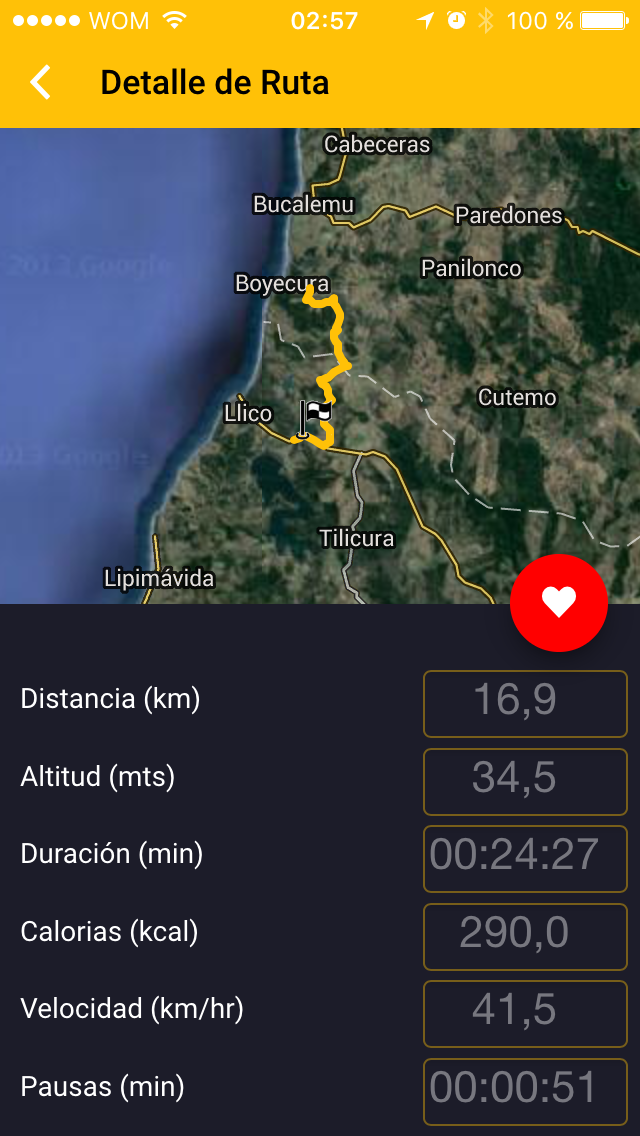 WOM 02:57 100 %
Detalle de Ruta
Cabeceras
Bucalemu
Paredones
Panilonco
2013 Google
Boyecura
Cutemo
Llico
2013 Google
Tilicura
Lipimávida
Distancia (km) 16,9
Altitud (mts) 34,5
Duración (min) 00:24:27
Calorias (kcal) 290,0
Velocidad (km/hr) 41,5
Pausas (min) 00:00:51